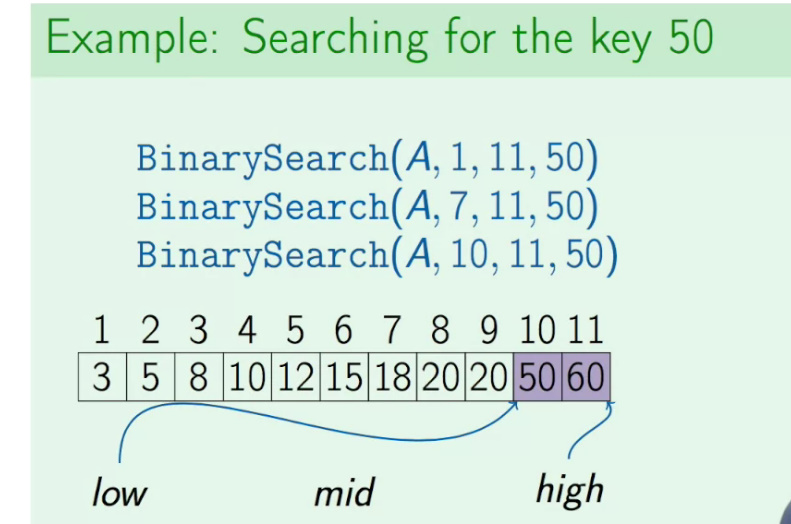 Example: Searching for the key 50
BinarySearch(A, 1, 11, 50)
BinarySearch(A, 7, 11, 50)
BinarySearch(A, 10, 11, 50)
1 2 3 4 5 6 7 8 9 10 11
3 5 8 10 12 15 18 20 20 50 60
low mid high